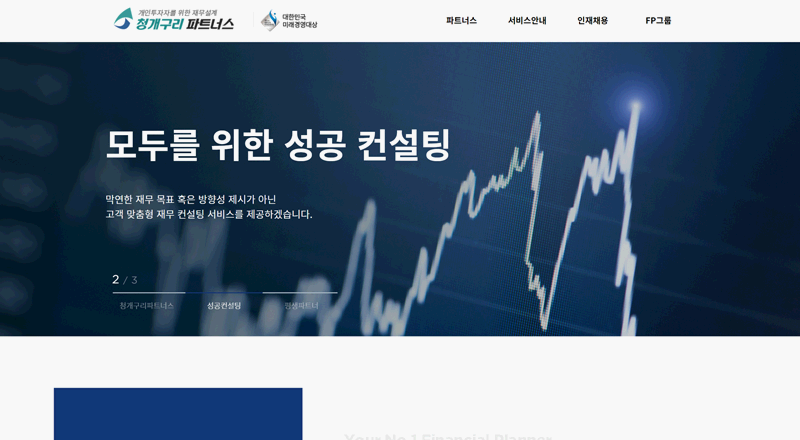 개인투자자를 위한 재무설계
청개구리 파트너스
대한민국
미래경영대상
파트너스
서비스안내
인재채용
FP그룹
모두를 위한 성공 컨설팅
막연한 재무 목표 혹은 방향성 제시가 아닌
고객 맞춤형 재무 컨설팅 서비스를 제공하겠습니다.
2 / 3
청개구리파트너스
성공컨설팅
평생파트너
Your No.1 Financial Planner